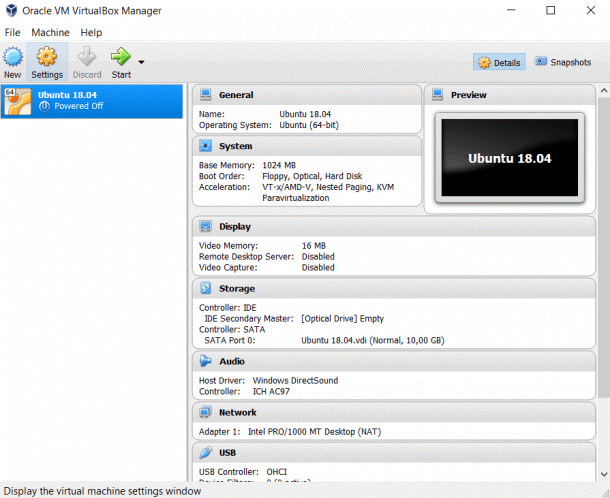 Oracle VM VirtualBox Manager
File Machine Help
New Settings Discard Start
Details Snapshots
64
Ubuntu 18.04
Powered Off
General
Name: Ubuntu 18.04
Operating System: Ubuntu (64-bit)
Preview
Ubuntu 18.04
System
Base Memory: 1024 MB
Boot Order: Floppy, Optical, Hard Disk
Acceleration: VT-x/AMD-V, Nested Paging, KVM
Paravirtualization
Display
Video Memory: 16 MB
Remote Desktop Server: Disabled
Video Capture: Disabled
Storage
Controller: IDE
IDE Secondary Master: [Optical Drive] Empty
Controller: SATA
SATA Port 0: Ubuntu 18.04.vdi (Normal, 10,00 GB)
Audio
Host Driver: Windows DirectSound
Controller: ICH AC97
Network
Adapter 1: Intel PRO/1000 MT Desktop (NAT)
USB
USB Controller: OHCI
Device Filters: 0 (0 active)
Display the virtual machine settings window